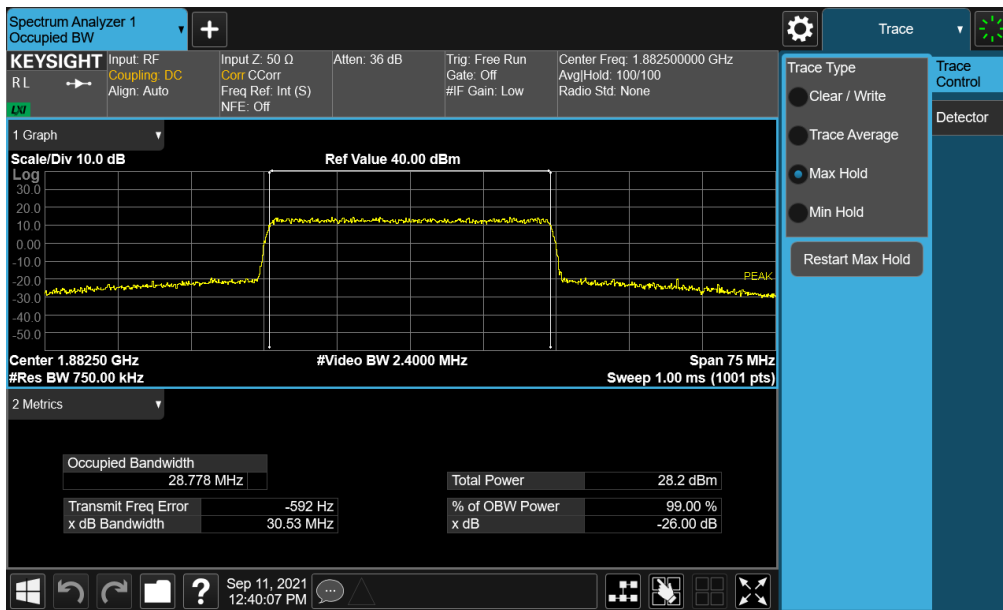 Spectrum Analyzer 1
Occupied BW
Trace
KEYSIGHT
R L
LXI
Input: RF
Coupling: DC
Align: Auto
Input Z: 50 Ω
Corr CCorr
Freq Ref: Int (S)
NFE: Off
Atten: 36 dB
Trig: Free Run
Gate: Off
#IF Gain: Low
Center Freq: 1.882500000 GHz
Avg|Hold: 100/100
Radio Std: None
1 Graph
Scale/Div 10.0 dB
Ref Value 40.00 dBm
Log
30.0
20.0
10.0
0.00
-10.0
-20.0
-30.0
-40.0
-50.0
PEAK
Center 1.88250 GHz
#Video BW 2.4000 MHz
Span 75 MHz
#Res BW 750.00 kHz
Sweep 1.00 ms (1001 pts)
2 Metrics
Occupied Bandwidth
28.778 MHz
Total Power 28.2 dBm
Transmit Freq Error -592 Hz
% of OBW Power 99.00 %
x dB Bandwidth 30.53 MHz
x dB -26.00 dB
Trace Type
Clear / Write
Trace Average
Max Hold
Min Hold
Restart Max Hold
Trace
Control
Detector
?
Sep 11, 2021
12:40:07 PM